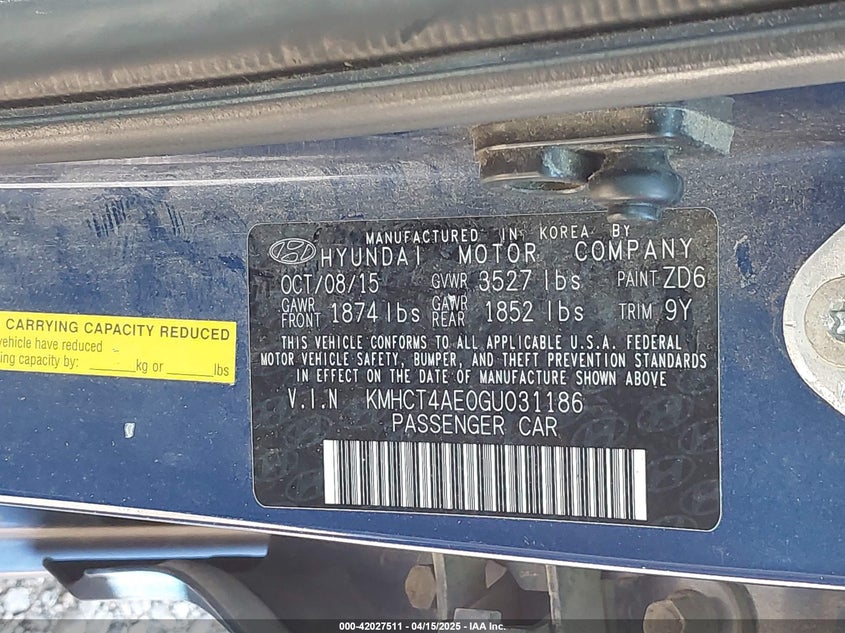 MANUFACTURED IN KOREA BY
HYUNDAI MOTOR COMPANY
OCT/08/15 GVWR 3527 lbs PAINT ZD6
GAWR FRONT 1874 lbs GAWR REAR 1852 lbs TRIM 9Y
THIS VEHICLE CONFORMS TO ALL APPLICABLE U.S.A. FEDERAL
MOTOR VEHICLE SAFETY, BUMPER, AND THEFT PREVENTION STANDARDS
IN EFFECT ON THE DATE OF MANUFACTURE SHOWN ABOVE
V.I.N KMHCT4AE0GU031186
PASSENGER CAR
CARRYING CAPACITY REDUCED
vehicle have reduced
ying capacity by: ______kg or ______lbs
000-42027511 - 04/15/2025 - IAA Inc.